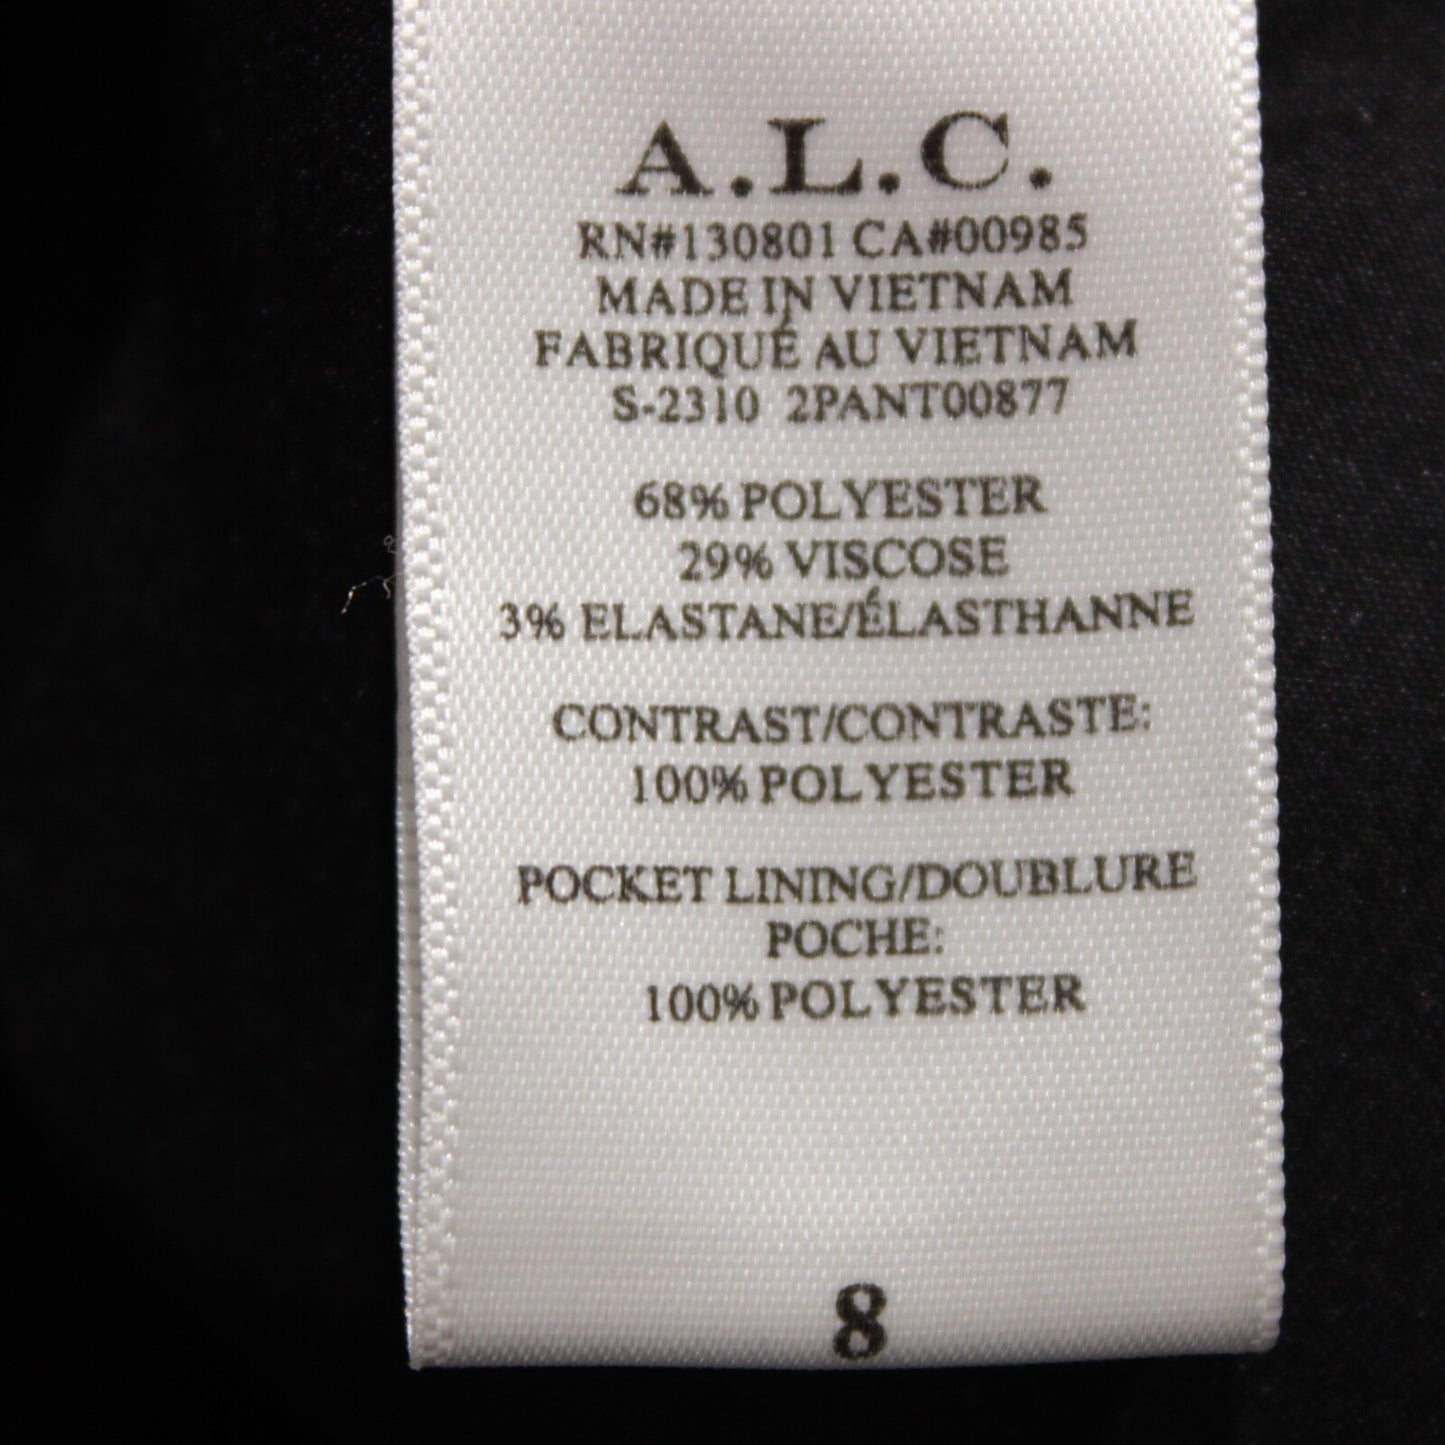 A.L.C.
RN#130801 CA#00985
MADE IN VIETNAM
FABRIQUÉ AU VIETNAM
S-2310 2PANT00877
68% POLYESTER
29% VISCOSE
3% ELASTANE/ÉLASTHANNE
CONTRAST/CONTRASTE:
100% POLYESTER
POCKET LINING/DOUBLURE
POCHE:
100% POLYESTER
8